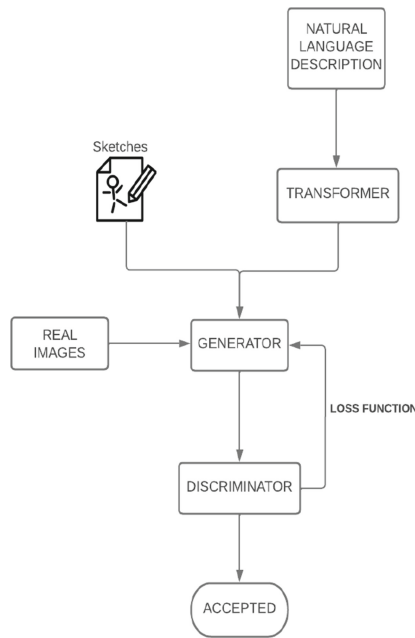 NATURAL
LANGUAGE
DESCRIPTION
Sketches
TRANSFORMER
REAL
IMAGES
GENERATOR
LOSS FUNCTION
DISCRIMINATOR
ACCEPTED